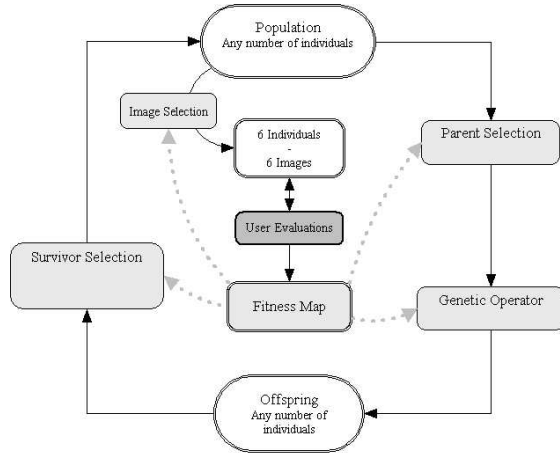 Population
Any number of individuals
Image Selection
6 Individuals
-
6 Images
Parent Selection
User Evaluations
Survivor Selection
Fitness Map
Genetic Operator
Offspring
Any number of
individuals